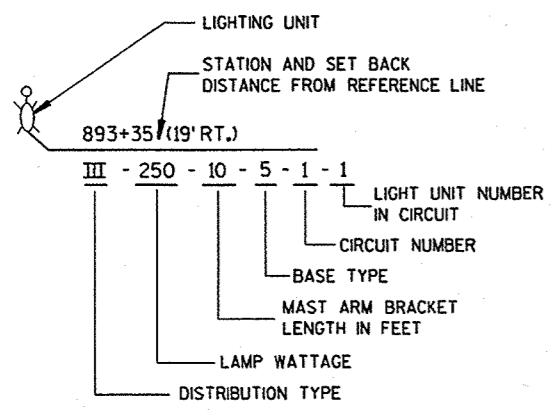 LIGHTING UNIT
STATION AND SET BACK
DISTANCE FROM REFERENCE LINE
893+35 (19' RT.)
III - 250 - 10 - 5 - 1 - 1
LIGHT UNIT NUMBER
IN CIRCUIT
CIRCUIT NUMBER
BASE TYPE
MAST ARM BRACKET
LENGTH IN FEET
LAMP WATTAGE
DISTRIBUTION TYPE